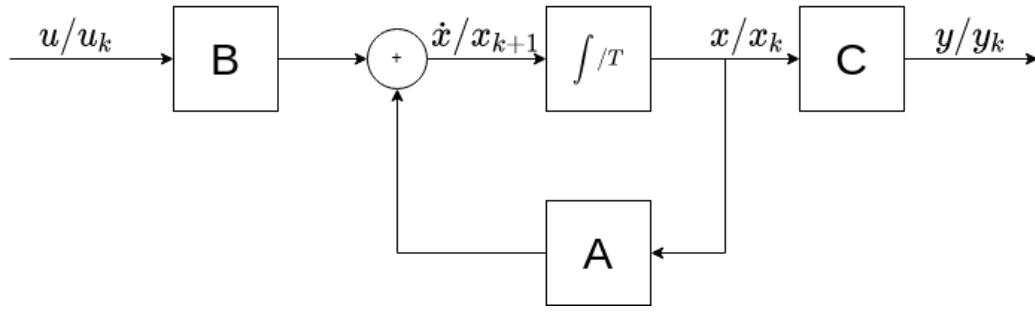 u/u_k
B
+
ẋ/x_{k+1}
∫/T
x/x_k
C
y/y_k
A